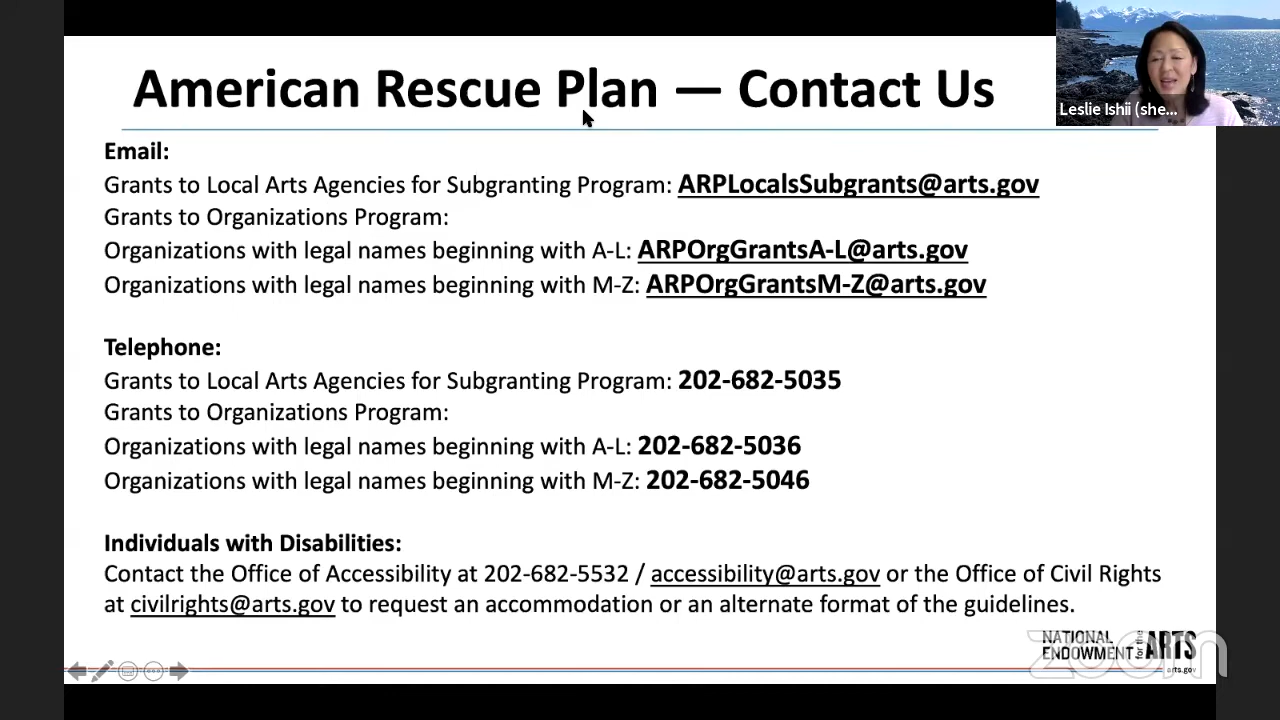 American Rescue Plan — Contact Us
Leslie Ishii (she...
Email:
Grants to Local Arts Agencies for Subgranting Program: ARPLocalsSubgrants@arts.gov
Grants to Organizations Program:
Organizations with legal names beginning with A-L: ARPOrgGrantsA-L@arts.gov
Organizations with legal names beginning with M-Z: ARPOrgGrantsM-Z@arts.gov
Telephone:
Grants to Local Arts Agencies for Subgranting Program: 202-682-5035
Grants to Organizations Program:
Organizations with legal names beginning with A-L: 202-682-5036
Organizations with legal names beginning with M-Z: 202-682-5046
Individuals with Disabilities:
Contact the Office of Accessibility at 202-682-5532 / accessibility@arts.gov or the Office of Civil Rights
at civilrights@arts.gov to request an accommodation or an alternate format of the guidelines.
NATIONAL ENDOWMENT for the ARTS
arts.gov
zoom